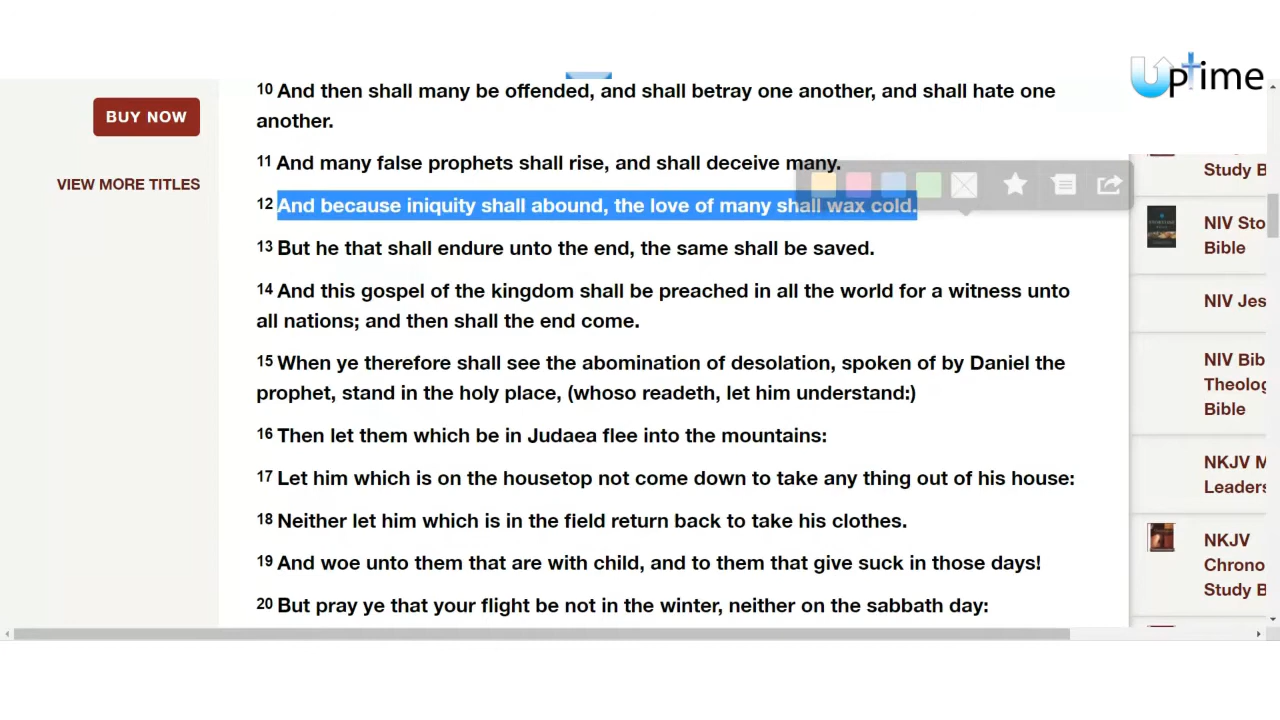 Uptime
BUY NOW
VIEW MORE TITLES
10 And then shall many be offended, and shall betray one another, and shall hate one
another.
11 And many false prophets shall rise, and shall deceive many.
12 And because iniquity shall abound, the love of many shall wax cold.
13 But he that shall endure unto the end, the same shall be saved.
14 And this gospel of the kingdom shall be preached in all the world for a witness unto
all nations; and then shall the end come.
15 When ye therefore shall see the abomination of desolation, spoken of by Daniel the
prophet, stand in the holy place, (whoso readeth, let him understand:)
16 Then let them which be in Judaea flee into the mountains:
17 Let him which is on the housetop not come down to take any thing out of his house:
18 Neither let him which is in the field return back to take his clothes.
19 And woe unto them that are with child, and to them that give suck in those days!
20 But pray ye that your flight be not in the winter, neither on the sabbath day:
Study B
NIV Sto
Bible
NIV Jes
NIV Bib
Theolog
Bible
NKJV M
Leaders
NKJV
Chrono
Study B